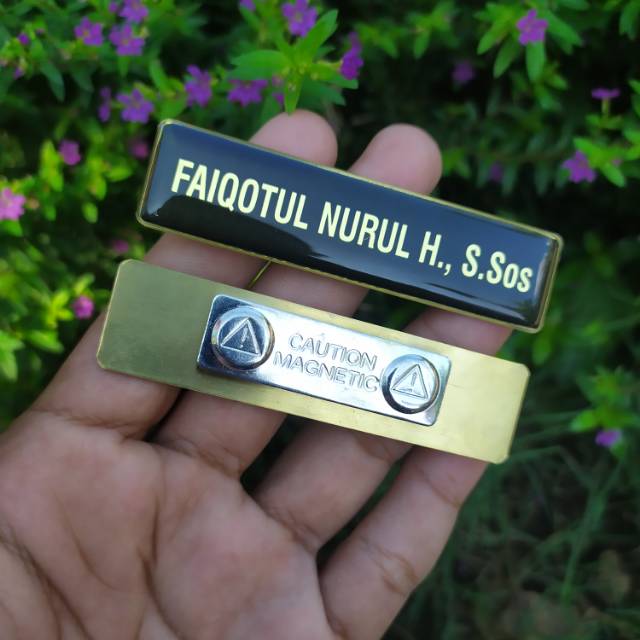 FAIQOTUL NURUL H., S.Sos
CAUTION
MAGNETIC